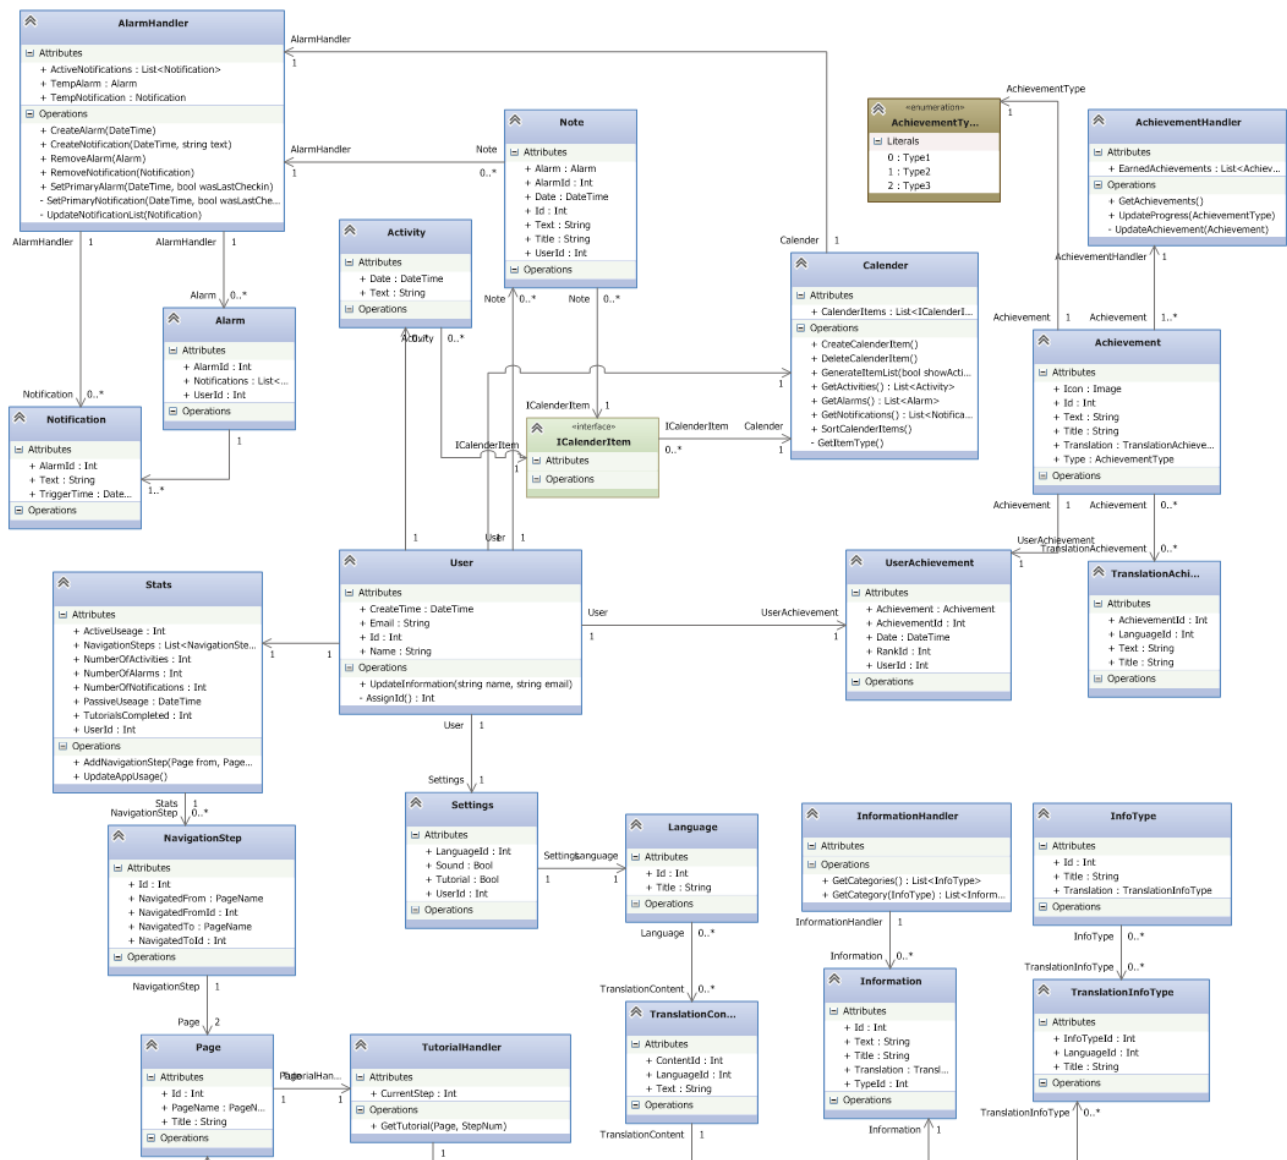 AlarmHandler
Attributes
+ ActiveNotifications : List<Notification>
+ TempAlarm : Alarm
+ TempNotification : Notification
Operations
+ CreateAlarm(DateTime)
+ CreateNotification(DateTime, string text)
+ RemoveAlarm(Alarm)
+ RemoveNotification(Notification)
+ SetPrimaryAlarm(DateTime, bool wasLastCheckin)
- SetPrimaryNotification(DateTime, bool wasLastChe...
- UpdateNotificationList(Notification)
AlarmHandler
1
AlarmHandler
1
Note
0..*
AlarmHandler 1
AlarmHandler 1
Note
Attributes
+ Alarm : Alarm
+ AlarmId : Int
+ Date : DateTime
+ Id : Int
+ Text : String
+ Title : String
+ UserId : Int
Operations
«enumeration»
AchievementTy...
Literals
0 : Type1
1 : Type2
2 : Type3
AchievementType
1
AchievementHandler
Attributes
+ EarnedAchievements : List<Achiev...
Operations
+ GetAchievements()
+ UpdateProgress(AchievementType)
- UpdateAchievement(Achievement)
AchievementHandler 1
Activity
Attributes
+ Date : DateTime
+ Text : String
Operations
Calender 1
Calender
Attributes
+ CalenderItems : List<ICalenderI...
Operations
+ CreateCalenderItem()
+ DeleteCalenderItem()
+ GenerateItemList(bool showActi...
+ GetActivities() : List<Activity>
+ GetAlarms() : List<Alarm>
+ GetNotifications() : List<Notifica...
+ SortCalenderItems()
- GetItemType()
Alarm 0..*
Alarm
Attributes
+ AlarmId : Int
+ Notifications : List<...
+ UserId : Int
Operations
1
Note 0..*
Note 0..*
Activity 0..*
0..*
1
Achievement 1
Achievement 1..*
Achievement
Attributes
+ Icon : Image
+ Id : Int
+ Text : String
+ Title : String
+ Translation : TranslationAchieve...
+ Type : AchievementType
Operations
Notification 0..*
Notification
Attributes
+ AlarmId : Int
+ Text : String
+ TriggerTime : Date...
Operations
1..*
ICalenderItem 1
«interface»
ICalenderItem
Attributes
Operations
ICalenderItem
1
ICalenderItem
0..*
Calender
1
Achievement 1
Achievement 0..*
UserAchievement
1
TranslationAchievement 0..*
1
User 1
1
User
Attributes
+ CreateTime : DateTime
+ Email : String
+ Id : Int
+ Name : String
Operations
+ UpdateInformation(string name, string email)
- AssignId() : Int
User
1
UserAchievement
1
UserAchievement
Attributes
+ Achievement : Achivement
+ AchievementId : Int
+ Date : DateTime
+ RankId : Int
+ UserId : Int
Operations
TranslationAchi...
Attributes
+ AchievementId : Int
+ LanguageId : Int
+ Text : String
+ Title : String
Operations
Stats
Attributes
+ ActiveUseage : Int
+ NavigationSteps : List<NavigationSte...
+ NumberOfActivities : Int
+ NumberOfAlarms : Int
+ NumberOfNotifications : Int
+ PassiveUseage : DateTime
+ TutorialsCompleted : Int
+ UserId : Int
Operations
+ AddNavigationStep(Page from, Page...
+ UpdateAppUsage()
1
1
User 1
Settings 1
Stats 1
NavigationStep 0..*
NavigationStep
Attributes
+ Id : Int
+ NavigatedFrom : PageName
+ NavigatedFromId : Int
+ NavigatedTo : PageName
+ NavigatedToId : Int
Operations
Settings
Attributes
+ LanguageId : Int
+ Sound : Bool
+ Tutorial : Bool
+ UserId : Int
Operations
Settings
1
Language
1
Language
Attributes
+ Id : Int
+ Title : String
InformationHandler
Attributes
Operations
+ GetCategories() : List<InfoType>
+ GetCategory(InfoType) : List<Inform...
InfoType
Attributes
+ Id : Int
+ Title : String
+ Translation : TranslationInfoType
Operations
Language 0..*
InformationHandler 1
InfoType 0..*
NavigationStep 1
Page 2
TranslationContent 0..*
Information 0..*
TranslationInfoType 0..*
Page
Attributes
+ Id : Int
+ PageName : PageN...
+ Title : String
Operations
Page
1
TutorialHan...
1
TutorialHandler
Attributes
+ CurrentStep : Int
Operations
+ GetTutorial(Page, StepNum)
1
TranslationCon...
Attributes
+ ContentId : Int
+ LanguageId : Int
+ Text : String
Operations
TranslationContent 1
Information
Attributes
+ Id : Int
+ Text : String
+ Title : String
+ Translation : Transl...
+ TypeId : Int
Operations
Information 1
TranslationInfoType
Attributes
+ InfoTypeId : Int
+ LanguageId : Int
+ Title : String
Operations
TranslationInfoType 0..*